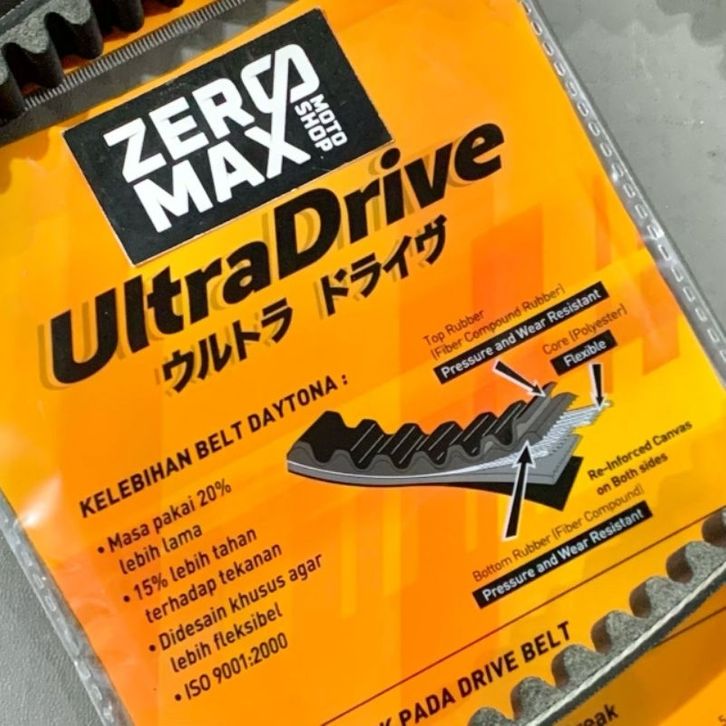 ZERO
MAX
MOTO
SHOP
UltraDrive
ウルトラ ドライヴ
Top Rubber
(Fiber Compound Rubber)
Pressure and Wear Resistant
Core (Polyester)
Flexible
KELEBIHAN BELT DAYTONA :
Re-Inforced Canvas
on Both sides
Bottom Rubber (Fiber Compound)
Pressure and Wear Resistant
• Masa pakai 20%
lebih lama
• 15% lebih tahan
terhadap tekanan
• Didesain khusus agar
lebih fleksibel
• ISO 9001:2000
PADA DRIVE BELT